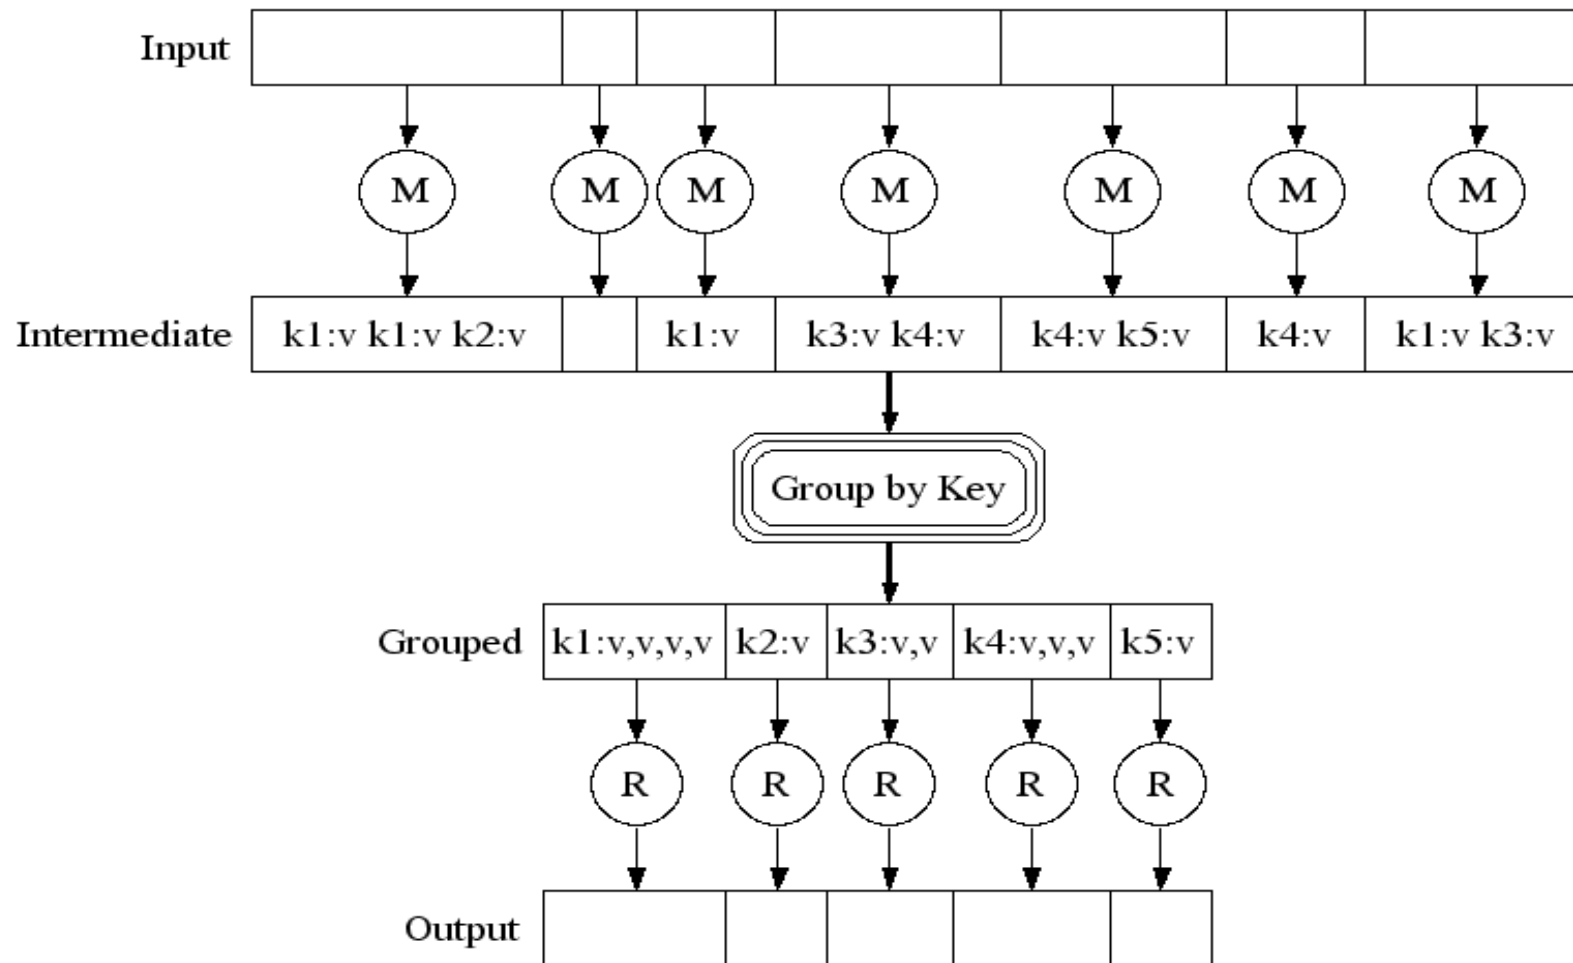 Input
M M M M M M M
Intermediate k1:v k1:v k2:v k1:v k3:v k4:v k4:v k5:v k4:v k1:v k3:v
Group by Key
Grouped k1:v,v,v,v k2:v k3:v,v k4:v,v,v k5:v
R R R R R
Output